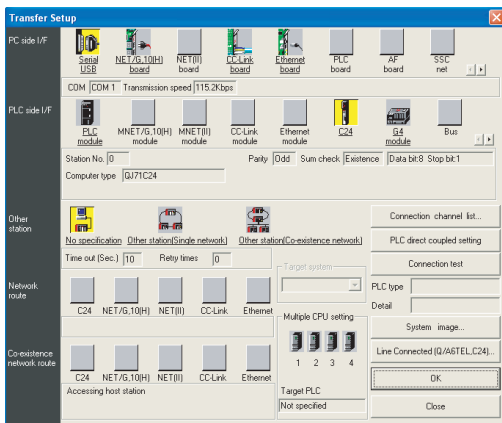 Transfer Setup
PC side I/F
Serial USB
NET/G,10(H) board
NET(II) board
CC-Link board
Ethernet board
PLC board
AF board
SSC net
COM COM 1 Transmission speed 115.2Kbps
PLC side I/F
PLC module
MNET/G,10(H) module
MNET(II) module
CC-Link module
Ethernet module
C24
G4 module
Bus
Station No. 0 Parity Odd Sum check Existence Data bit:8 Stop bit:1
Computer type QJ71C24
Other station
No specification
Other station(Single network)
Other station(Co-existence network)
Time out (Sec.) 10 Retry times 0
Connection channel list...
PLC direct coupled setting
Connection test
PLC type
Detail
System image...
Line Connected (Q/A6TEL,C24)...
OK
Close
Target system
Multiple CPU setting
1 2 3 4
Target PLC
Not specified
Network route
C24 NET/G,10(H) NET(II) CC-Link Ethernet
Co-existence network route
C24 NET/G,10(H) NET(II) CC-Link Ethernet
Accessing host station